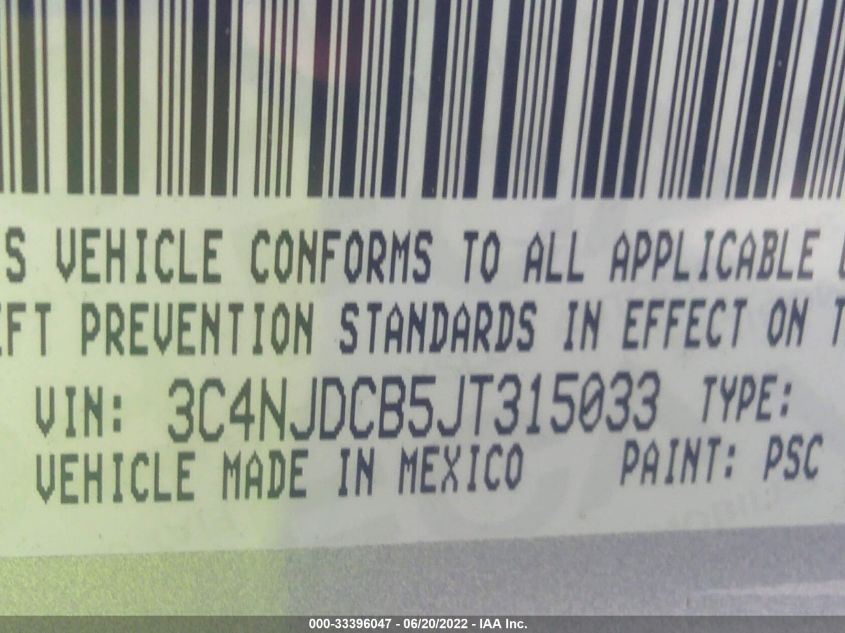 S VEHICLE CONFORMS TO ALL APPLICABLE
EFT PREVENTION STANDARDS IN EFFECT ON T
VIN: 3C4NJDCB5JT315033 TYPE:
VEHICLE MADE IN MEXICO PAINT: PSC
000-33396047 - 06/20/2022 - IAA Inc.